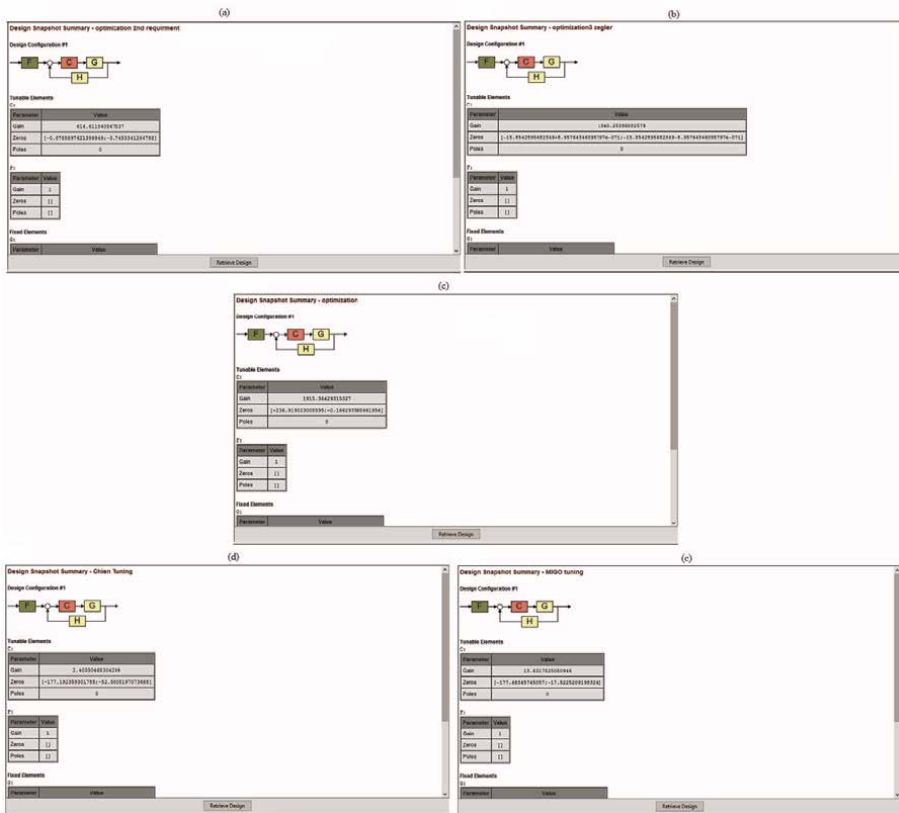 (a)
Design Snapshot Summary - optimization 2nd requirment
Design Configuration #1
F C G
H
Tunable Elements
C:
Parameter Value
Gain
Zeros
Poles 0
F:
Parameter Value
Gain 1
Zeros []
Poles []
Fixed Elements
G:
Parameter Value
Retrieve Design
(b)
Design Snapshot Summary - optimization3 zegler
Design Configuration #1
F C G
H
Tunable Elements
C:
Parameter Value
Gain
Zeros
Poles 0
F:
Parameter Value
Gain 1
Zeros []
Poles []
Fixed Elements
G:
Parameter Value
Retrieve Design
(c)
Design Snapshot Summary - optimization
Design Configuration #1
F C G
H
Tunable Elements
C:
Parameter Value
Gain
Zeros
Poles 0
F:
Parameter Value
Gain 1
Zeros []
Poles []
Fixed Elements
G:
Parameter Value
Retrieve Design
(d)
Design Snapshot Summary - Chien Tuning
Design Configuration #1
F C G
H
Tunable Elements
C:
Parameter Value
Gain
Zeros
Poles 0
F:
Parameter Value
Gain 1
Zeros []
Poles []
Fixed Elements
G:
Parameter Value
Retrieve Design
(e)
Design Snapshot Summary - MIGO tuning
Design Configuration #1
F C G
H
Tunable Elements
C:
Parameter Value
Gain
Zeros
Poles 0
F:
Parameter Value
Gain 1
Zeros []
Poles []
Fixed Elements
G:
Parameter Value
Retrieve Design